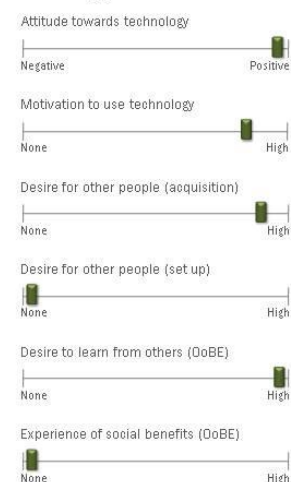 Attitude towards technology
Negative Positive
Motivation to use technology
None High
Desire for other people (acquisition)
None High
Desire for other people (set up)
None High
Desire to learn from others (OoBE)
None High
Experience of social benefits (OoBE)
None High